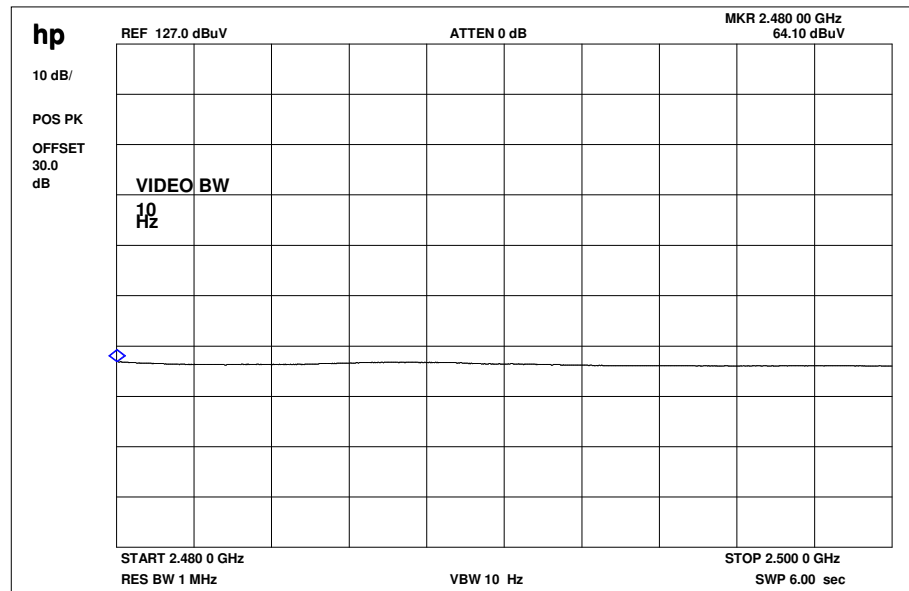 hp
MKR 2.480 00 GHz
REF 127.0 dBuV
ATTEN 0 dB
64.10 dBuV
10 dB/
POS PK
OFFSET
30.0
dB
VIDEO BW
10
Hz
START 2.480 0 GHz
STOP 2.500 0 GHz
RES BW 1 MHz
VBW 10 Hz
SWP 6.00 sec